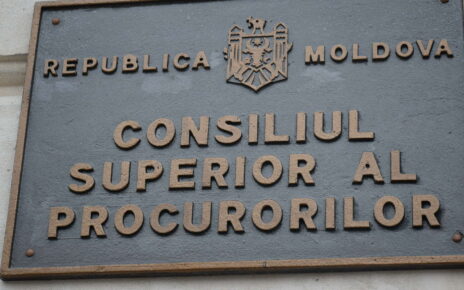 REPUBLICA MOLDOVA
CONSILIUL
SUPERIOR AL
PROCURORILOR